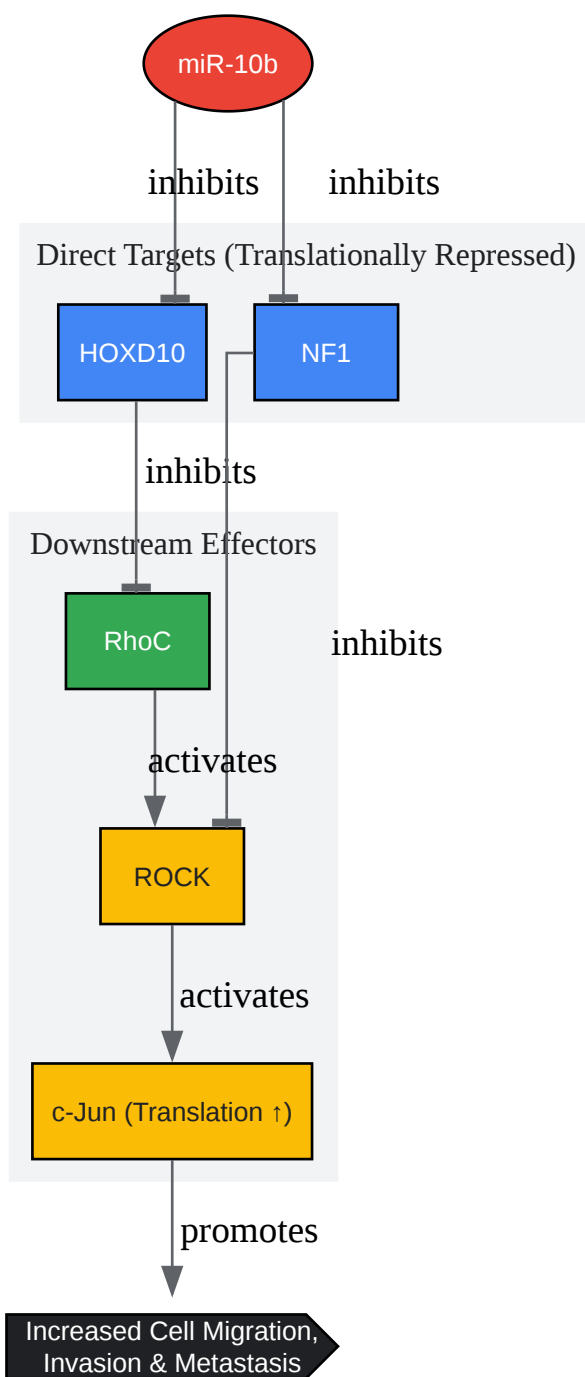 miR-10b
inhibits
inhibits
Direct Targets (Translationally Repressed)
HOXD10
NF1
inhibits
Downstream Effectors
RhoC
inhibits
activates
ROCK
activates
c-Jun (Translation ↑)
promotes
Increased Cell Migration,
Invasion & Metastasis